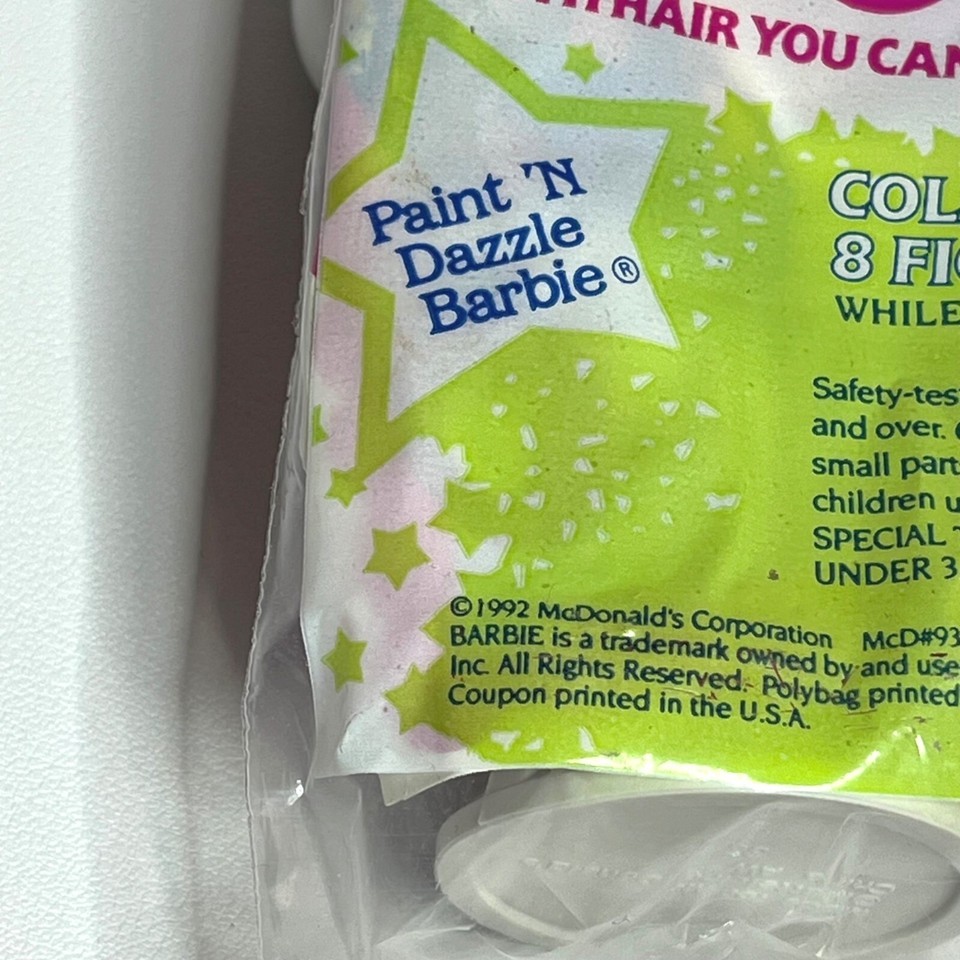 HAIR YOU CAN
Paint 'N
Dazzle
Barbie®
COL
8 FI
WHILE
Safety-tes
and over.
small part
children u
SPECIAL
UNDER 3
©1992 McDonald's Corporation McD#93
BARBIE is a trademark owned by and use
Inc. All Rights Reserved. Polybag printed
Coupon printed in the U.S.A.